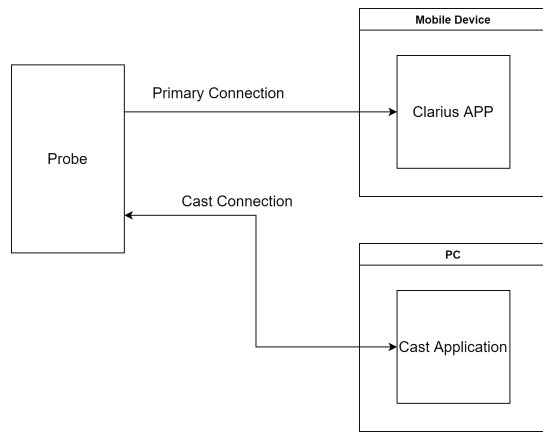 Mobile Device
Primary Connection
Clarius APP
Probe
Cast Connection
PC
Cast Application